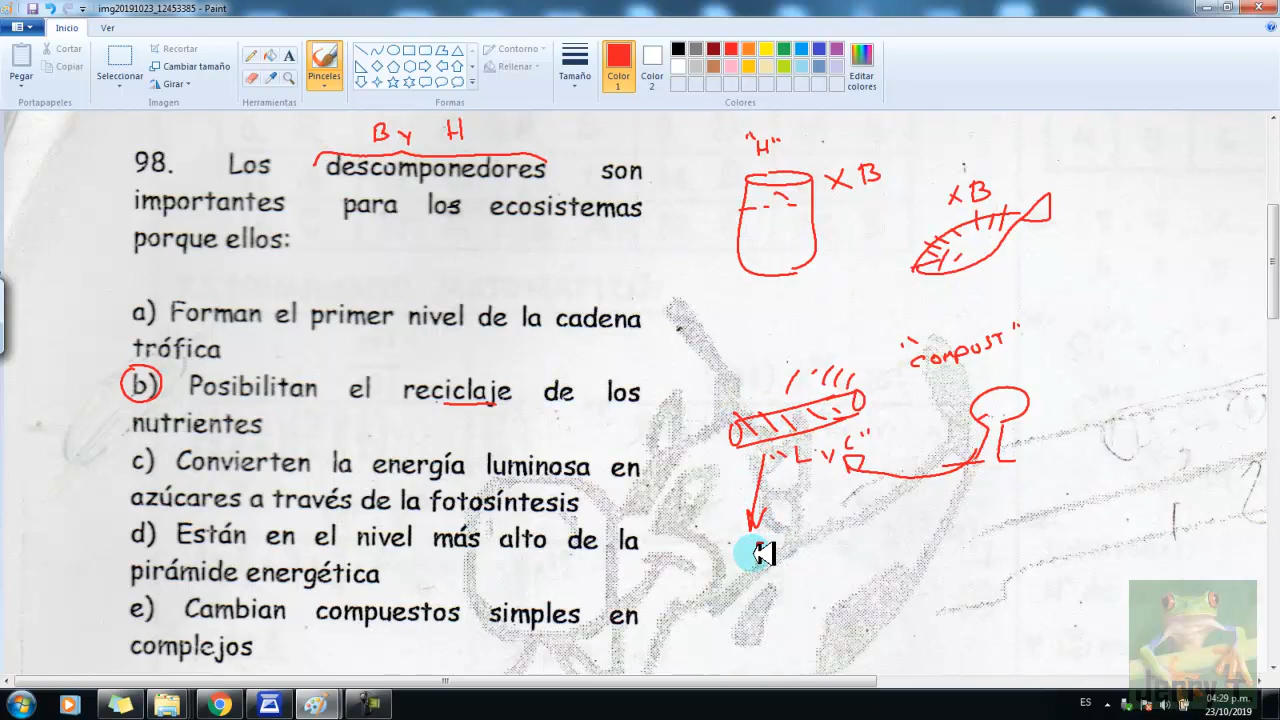 img20191023_12453385 - Paint
Inicio
Ver
Pegar
Cortar
Copiar
Portapapeles
Seleccionar
Recortar
Cambiar tamaño
Girar
Imagen
Herramientas
Pinceles
Contorno
Rellenar
Formas
Tamaño
Color 1
Color 2
Editar colores
Colores
B y H
98. Los descomponedores son
importantes para los ecosistemas
porque ellos:
a) Forman el primer nivel de la cadena
trófica
b) Posibilitan el reciclaje de los
nutrientes
c) Convierten la energía luminosa en
azúcares a través de la fotosíntesis
d) Están en el nivel más alto de la
pirámide energética
e) Cambian compuestos simples en
complejos
"H"
X B
X B
"COMPUST"
ES
04:29 p.m.
23/10/2019